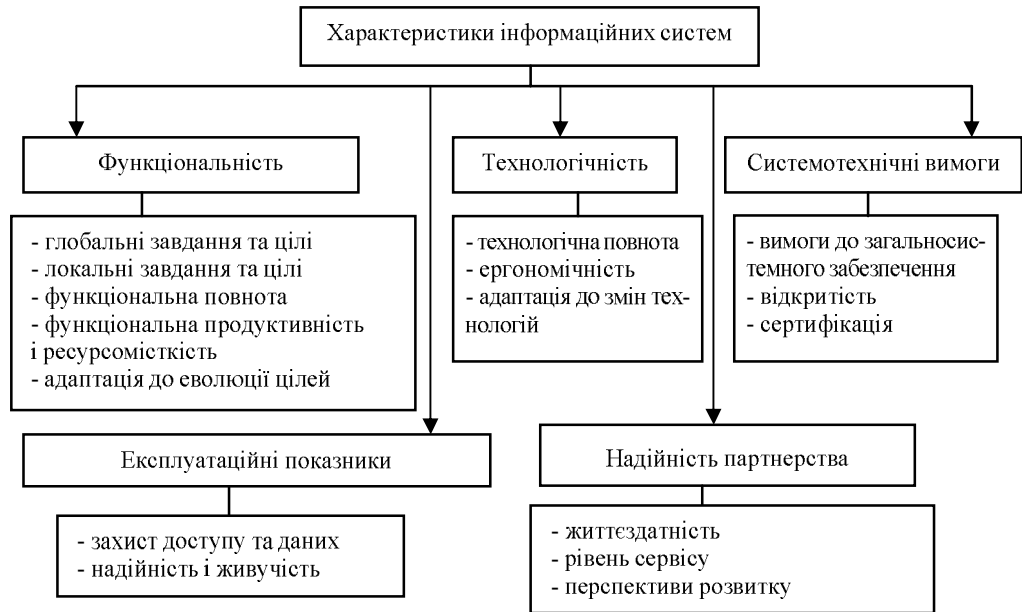 Характеристики інформаційних систем
Функціональність
- глобальні завдання та цілі
- локальні завдання та цілі
- функціональна повнота
- функціональна продуктивність
і ресурсомісткість
- адаптація до еволюції цілей
Технологічність
- технологічна повнота
- ергономічність
- адаптація до змін тех-
нологій
Системотехнічні вимоги
- вимоги до загальносис-
темного забезпечення
- відкритість
- сертифікація
Експлуатаційні показники
- захист доступу та даних
- надійність і живучість
Надійність партнерства
- життєздатність
- рівень сервісу
- перспективи розвитку